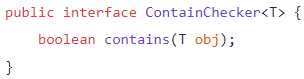 public interface ContainChecker<T> {
    boolean contains(T obj);
}